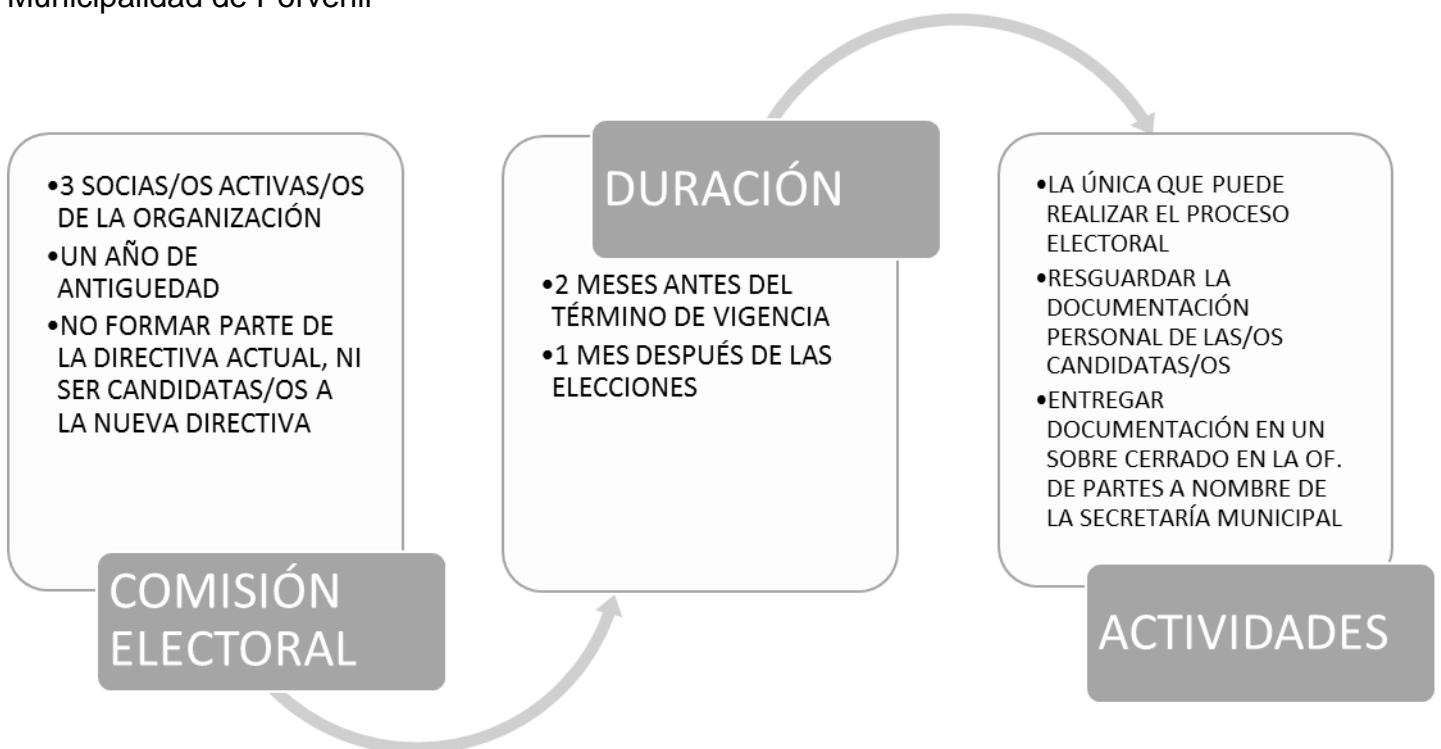 Municipalidad de Porvenir
•3 SOCIAS/OS ACTIVAS/OS
DE LA ORGANIZACIÓN
•UN AÑO DE
ANTIGUEDAD
•NO FORMAR PARTE DE
LA DIRECTIVA ACTUAL, NI
SER CANDIDATAS/OS A
LA NUEVA DIRECTIVA
COMISIÓN
ELECTORAL
DURACIÓN
•2 MESES ANTES DEL
TÉRMINO DE VIGENCIA
•1 MES DESPUÉS DE LAS
ELECCIONES
•LA ÚNICA QUE PUEDE
REALIZAR EL PROCESO
ELECTORAL
•RESGUARDAR LA
DOCUMENTACIÓN
PERSONAL DE LAS/OS
CANDIDATAS/OS
•ENTREGAR
DOCUMENTACIÓN EN UN
SOBRE CERRADO EN LA OF.
DE PARTES A NOMBRE DE
LA SECRETARÍA MUNICIPAL
ACTIVIDADES